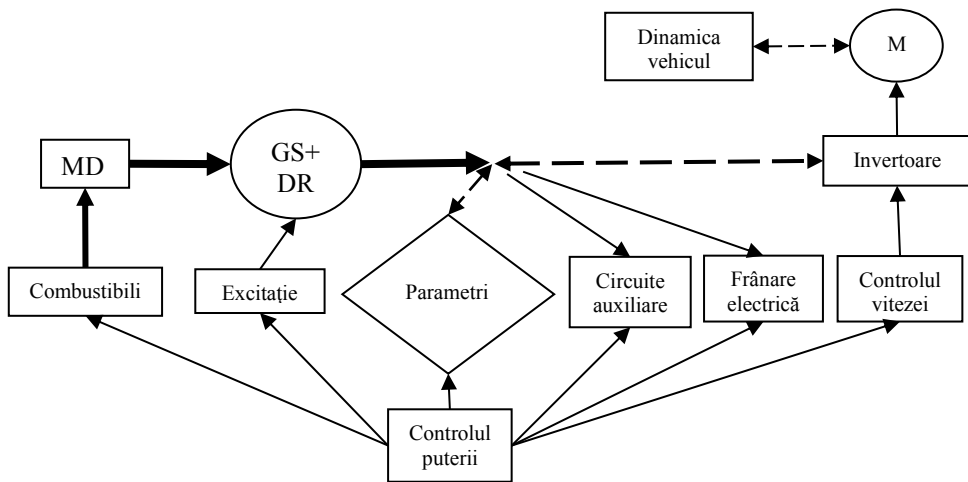 Dinamica
vehicul
M
MD
GS+
DR
Invertoare
Combustibili
Excitație
Parametri
Circuite
auxiliare
Frânare
electrică
Controlul
vitezei
Controlul
puterii